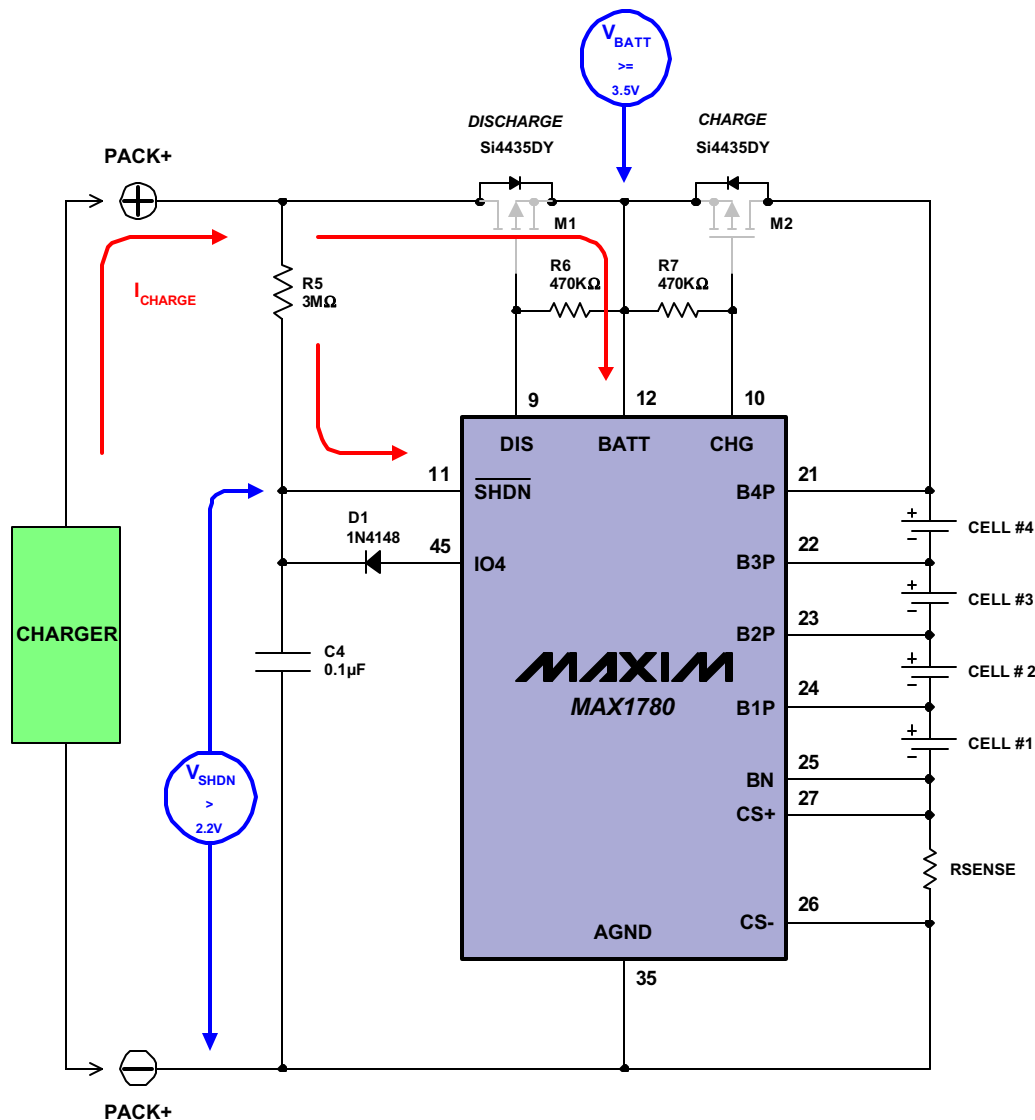 V_BATT
>=
3.5V
DISCHARGE
Si4435DY
CHARGE
Si4435DY
PACK+
M1
M2
R6
470KΩ
R7
470KΩ
R5
3MΩ
I_CHARGE
9
12
10
DIS
BATT
CHG
11
SHDN
21
B4P
D1
1N4148
45
IO4
22
B3P
23
B2P
24
B1P
25
BN
27
CS+
26
CS-
+
–
CELL #4
+
–
CELL #3
+
–
CELL # 2
+
–
CELL #1
RSENSE
CHARGER
C4
0.1µF
MAXIM
MAX1780
V_SHDN
>
2.2V
AGND
35
PACK+